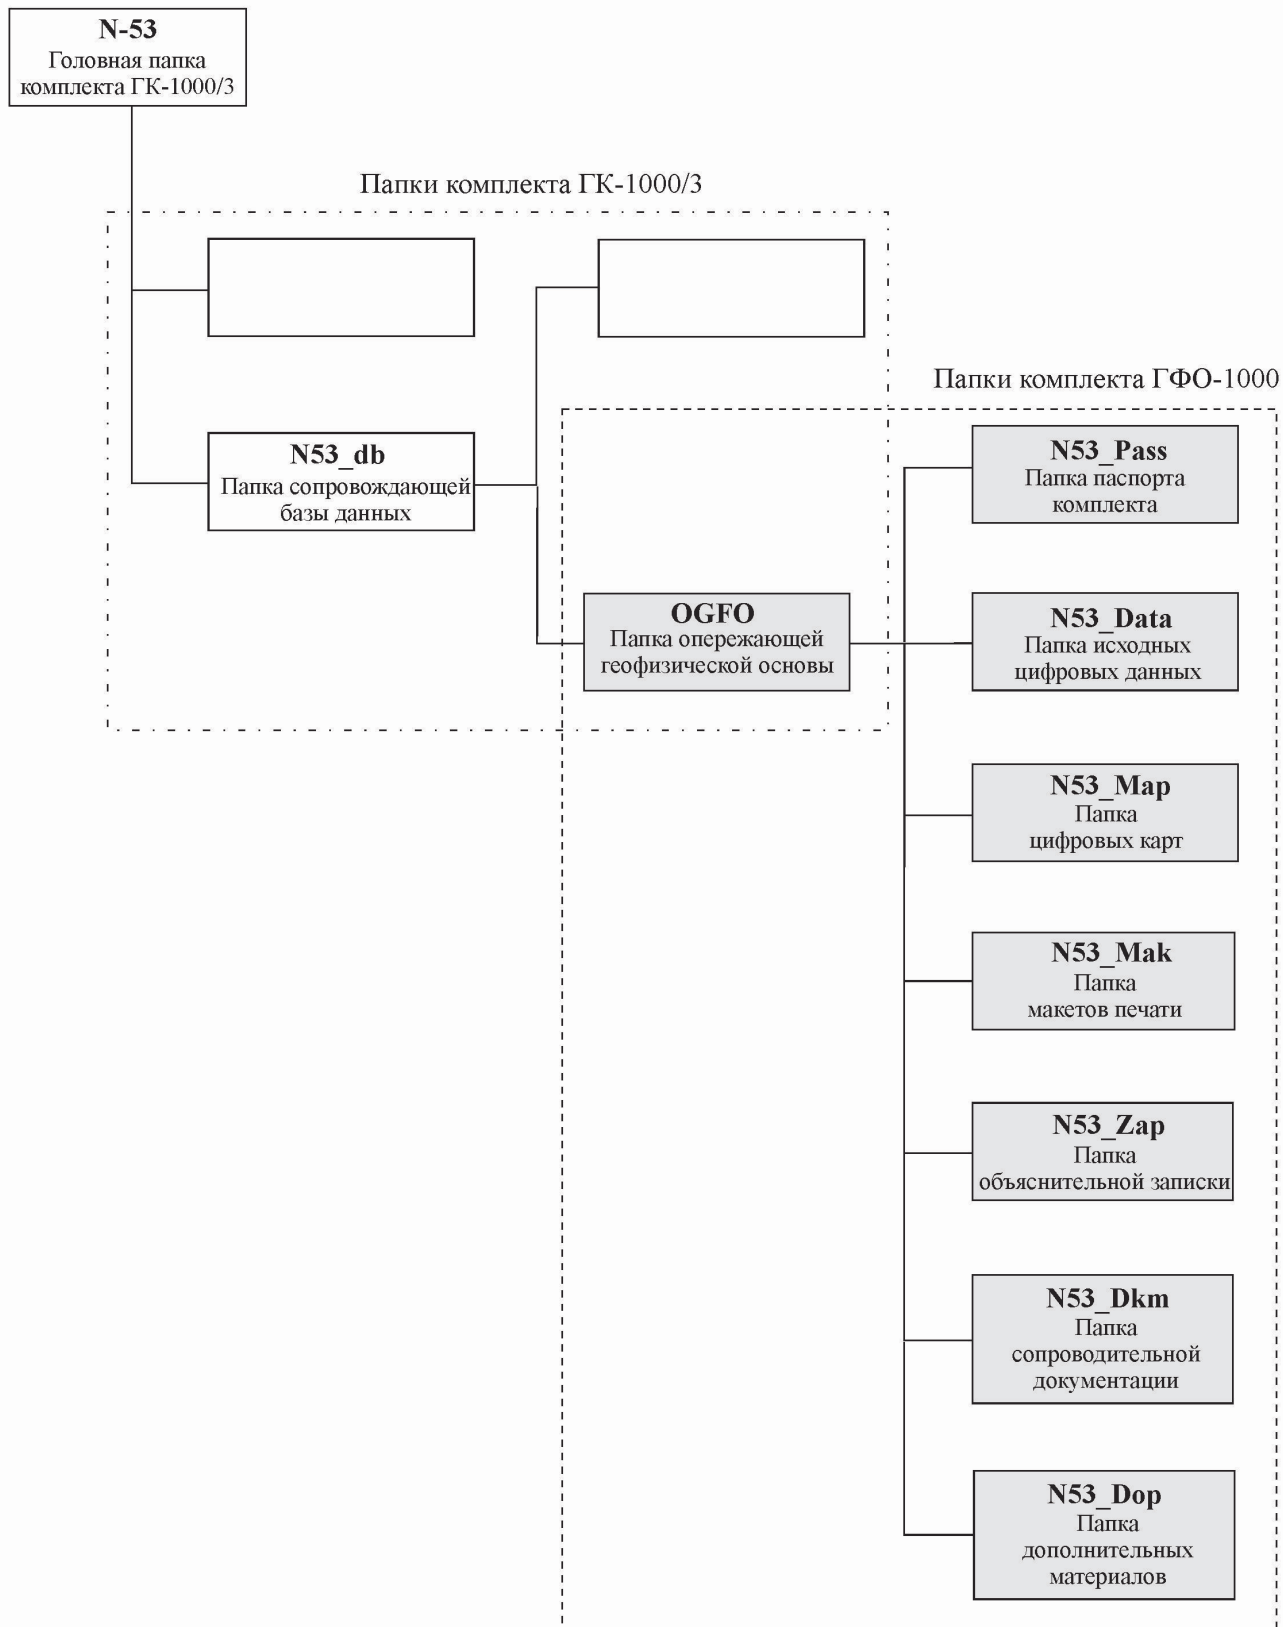 N-53
Головная папка
комплекта ГК-1000/3
Папки комплекта ГК-1000/3
Папки комплекта ГФО-1000
N53_db
Папка сопровождающей
базы данных
OGFO
Папка опережающей
геофизической основы
N53_Pass
Папка паспорта
комплекта
N53_Data
Папка исходных
цифровых данных
N53_Map
Папка
цифровых карт
N53_Mak
Папка
макетов печати
N53_Zap
Папка
объяснительной записки
N53_Dkm
Папка
сопроводительной
документации
N53_Dop
Папка
дополнительных
материалов